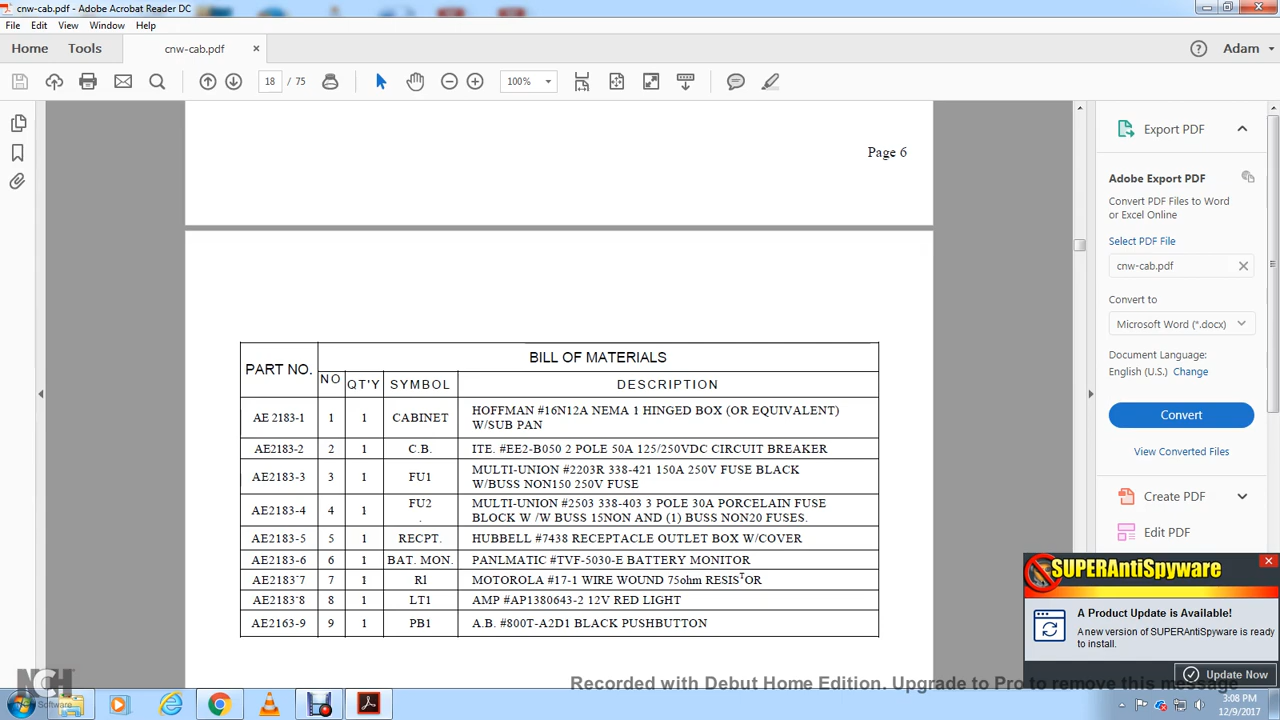 cnw-cab.pdf - Adobe Acrobat Reader DC
File Edit View Window Help
Home Tools cnw-cab.pdf × Adam
18 / 75 100%
Page 6
PART NO. BILL OF MATERIALS
NO QT'Y SYMBOL DESCRIPTION
AE 2183-1 1 1 CABINET HOFFMAN #16N12A NEMA 1 HINGED BOX (OR EQUIVALENT)
W/SUB PAN
AE2183-2 2 1 C.B. ITE. #EE2-B050 2 POLE 50A 125/250VDC CIRCUIT BREAKER
AE2183-3 3 1 FU1 MULTI-UNION #2203R 338-421 150A 250V FUSE BLACK
W/BUSS NON150 250V FUSE
AE2183-4 4 1 FU2 . MULTI-UNION #2503 338-403 3 POLE 30A PORCELAIN FUSE
BLOCK W /W BUSS 15NON AND (1) BUSS NON20 FUSES.
AE2183-5 5 1 RECPT. HUBBELL #7438 RECEPTACLE OUTLET BOX W/COVER
AE2183-6 6 1 BAT. MON. PANLMATIC #TVF-5030-E BATTERY MONITOR
AE2183-7 7 1 Rl MOTOROLA #17-1 WIRE WOUND 75ohm RESISTOR
AE2183-8 8 1 LT1 AMP #AP1380643-2 12V RED LIGHT
AE2163-9 9 1 PB1 A.B. #800T-A2D1 BLACK PUSHBUTTON
Export PDF
Adobe Export PDF
Convert PDF Files to Word
or Excel Online
Select PDF File
cnw-cab.pdf
Convert to
Microsoft Word (*.docx)
Document Language:
English (U.S.) Change
Convert
View Converted Files
Create PDF
Edit PDF
SUPERAntiSpyware
A Product Update is Available!
A new version of SUPERAntiSpyware is ready
to install.
Update Now
NCH
Software
Recorded with Debut Home Edition. Upgrade to Pro to remove this message
3:08 PM
12/9/2017